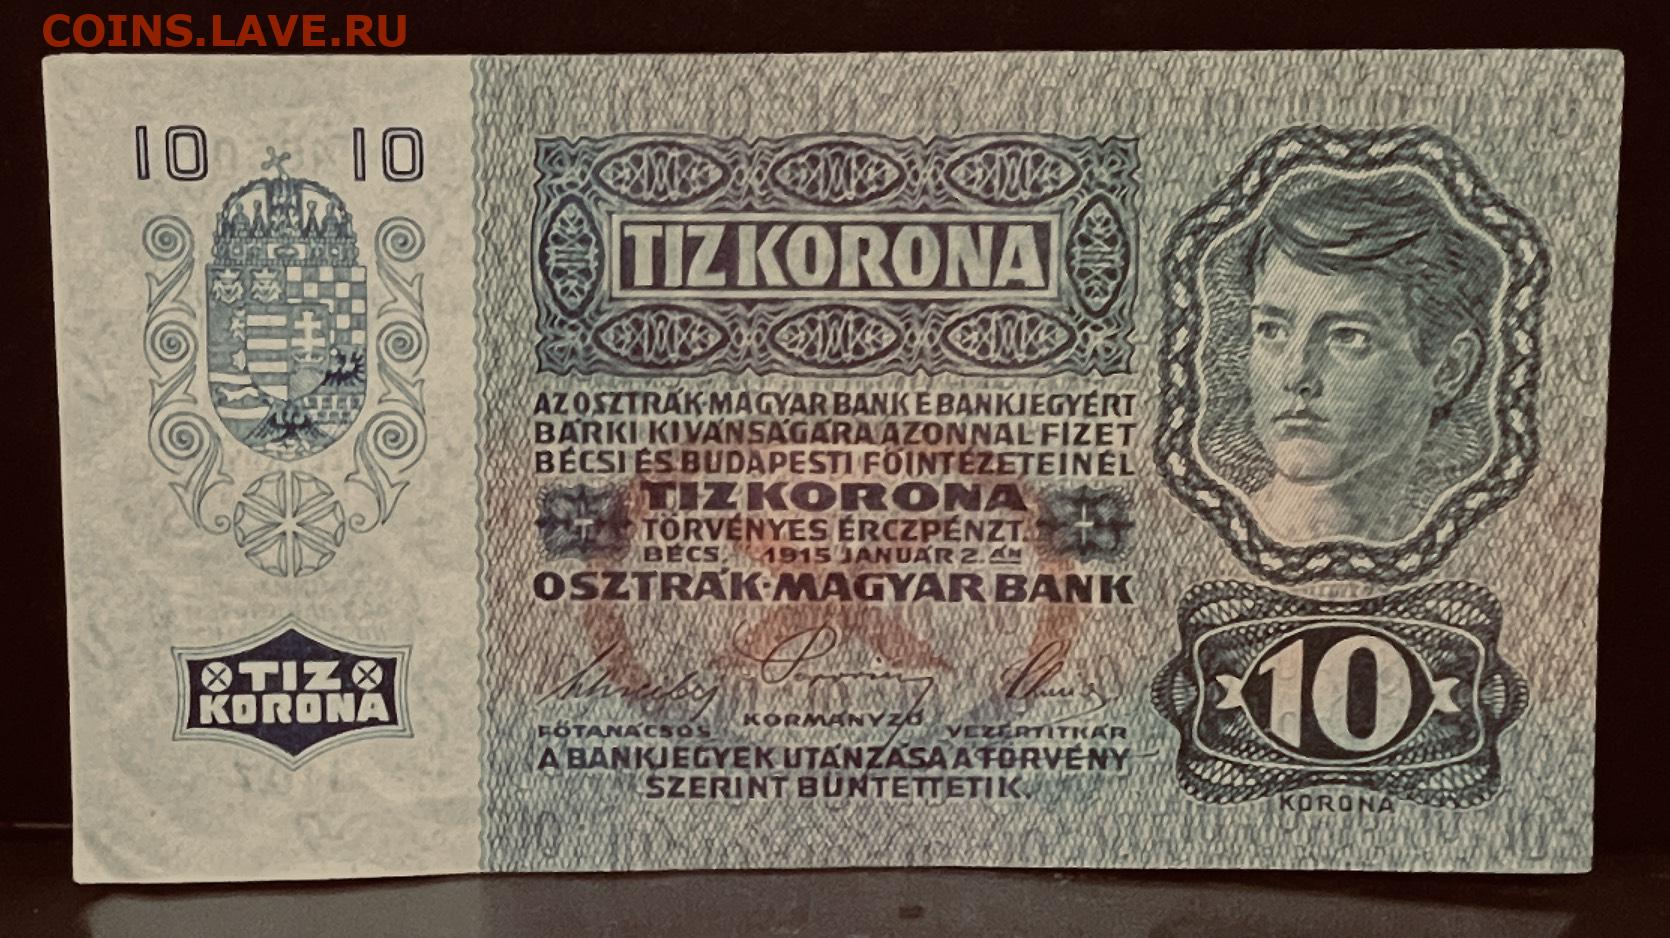 COINS.LAVE.RU
10 10
TIZ KORONA
AZ OSZTRÁK-MAGYAR BANK E BANKJEGYÉRT
BÁRKI KIVÁNSÁGÁRA AZONNAL FIZET
BÉCSI ÉS BUDAPESTI FŐINTÉZETEINÉL
TIZ KORONA
TÖRVÉNYES ÉRCZPÉNZT.
BÉCS, 1915 JANUÁR 2.ÁN
OSZTRÁK-MAGYAR BANK
FŐTANÁCSOS KORMÁNYZÓ VEZÉRTITKÁR
A BANKJEGYEK UTÁNZÁSA A TÖRVÉNY
SZERINT BÜNTETTETIK.
TIZ
KORONA
10
KORONA